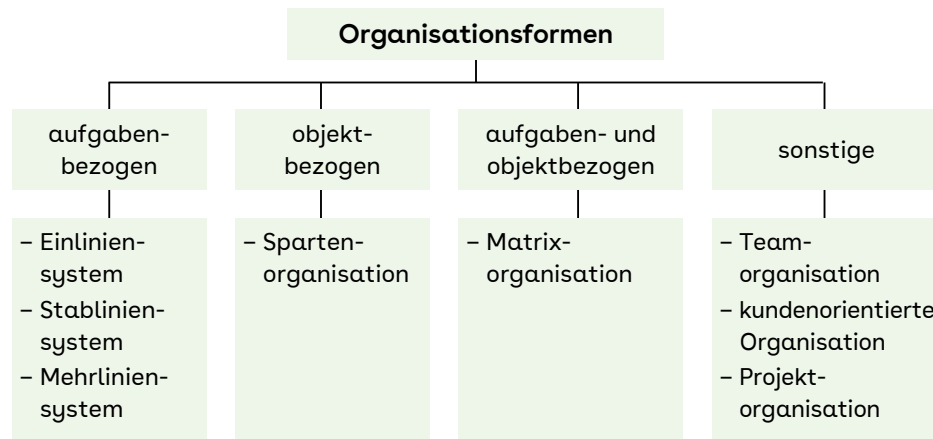 Organisationsformen
aufgaben-
bezogen
objekt-
bezogen
aufgaben- und
objektbezogen
sonstige
– Einlinien-
system
– Stablinien-
system
– Mehrlinien-
system
– Sparten-
organisation
– Matrix-
organisation
– Team-
organisation
– kundenorientierte
Organisation
– Projekt-
organisation